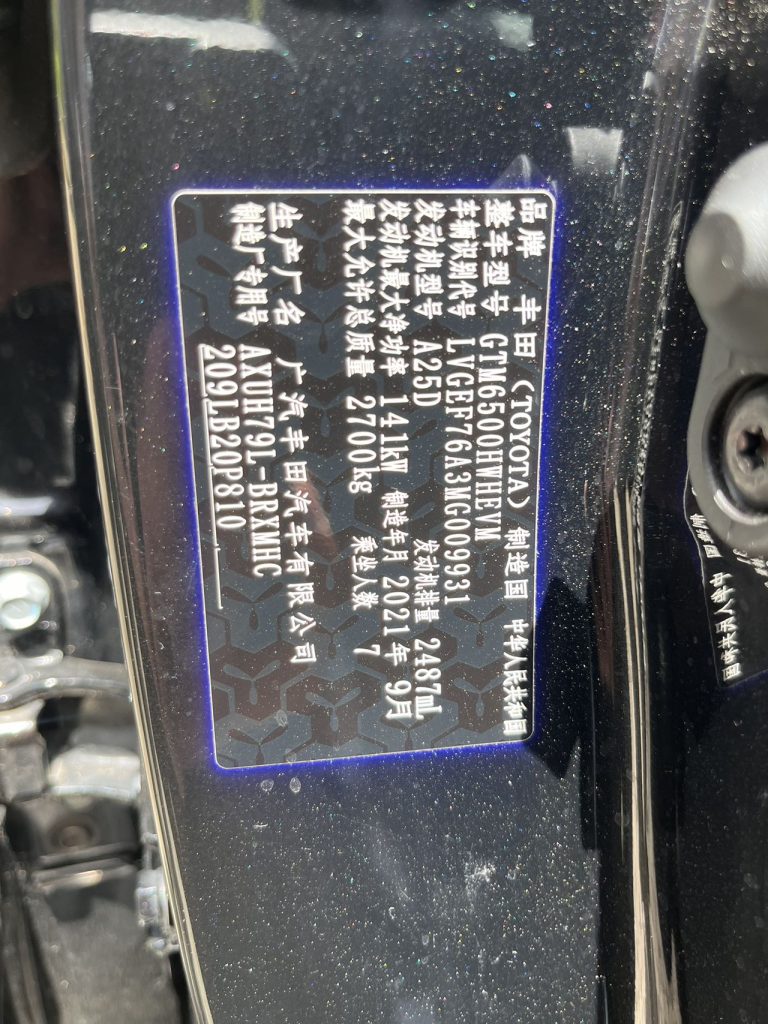 品牌 丰田（TOYOTA） 制造国 中华人民共和国
整车型号 GTM6500HWHEVM
车辆识别代号 LVGEF76A3MG009931
发动机型号 A25D 发动机排量 2487mL
发动机最大净功率 141kW 制造年月 2021年 9月
最大允许总质量 2700kg 乘坐人数 7
生产厂名 广汽丰田汽车有限公司
制造厂专用号 AXUH79L-BRXMHC
209LB20P810